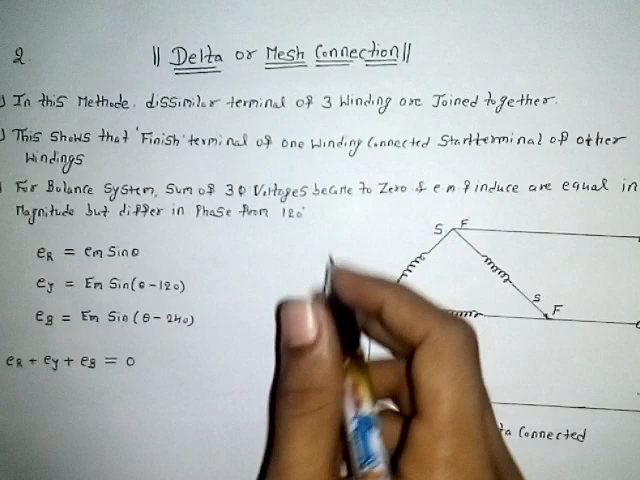 2.
|| Delta or Mesh Connection ||
) In this Methode. dissimilar terminal of 3 Winding are Joined together.
) This Shows that 'Finish' terminal of one Winding Connected Start terminal of other
Windings
For Balance System, Sum of 3 Φ Voltages became to Zero & e m f induce are equal in
Magnitude but differ in Phase from 120°
eR = em Sinθ
ey = Em Sin(θ-120)
eB = Em Sin (θ-240)
eR + ey + eB = 0
S F
S F
ta Connected